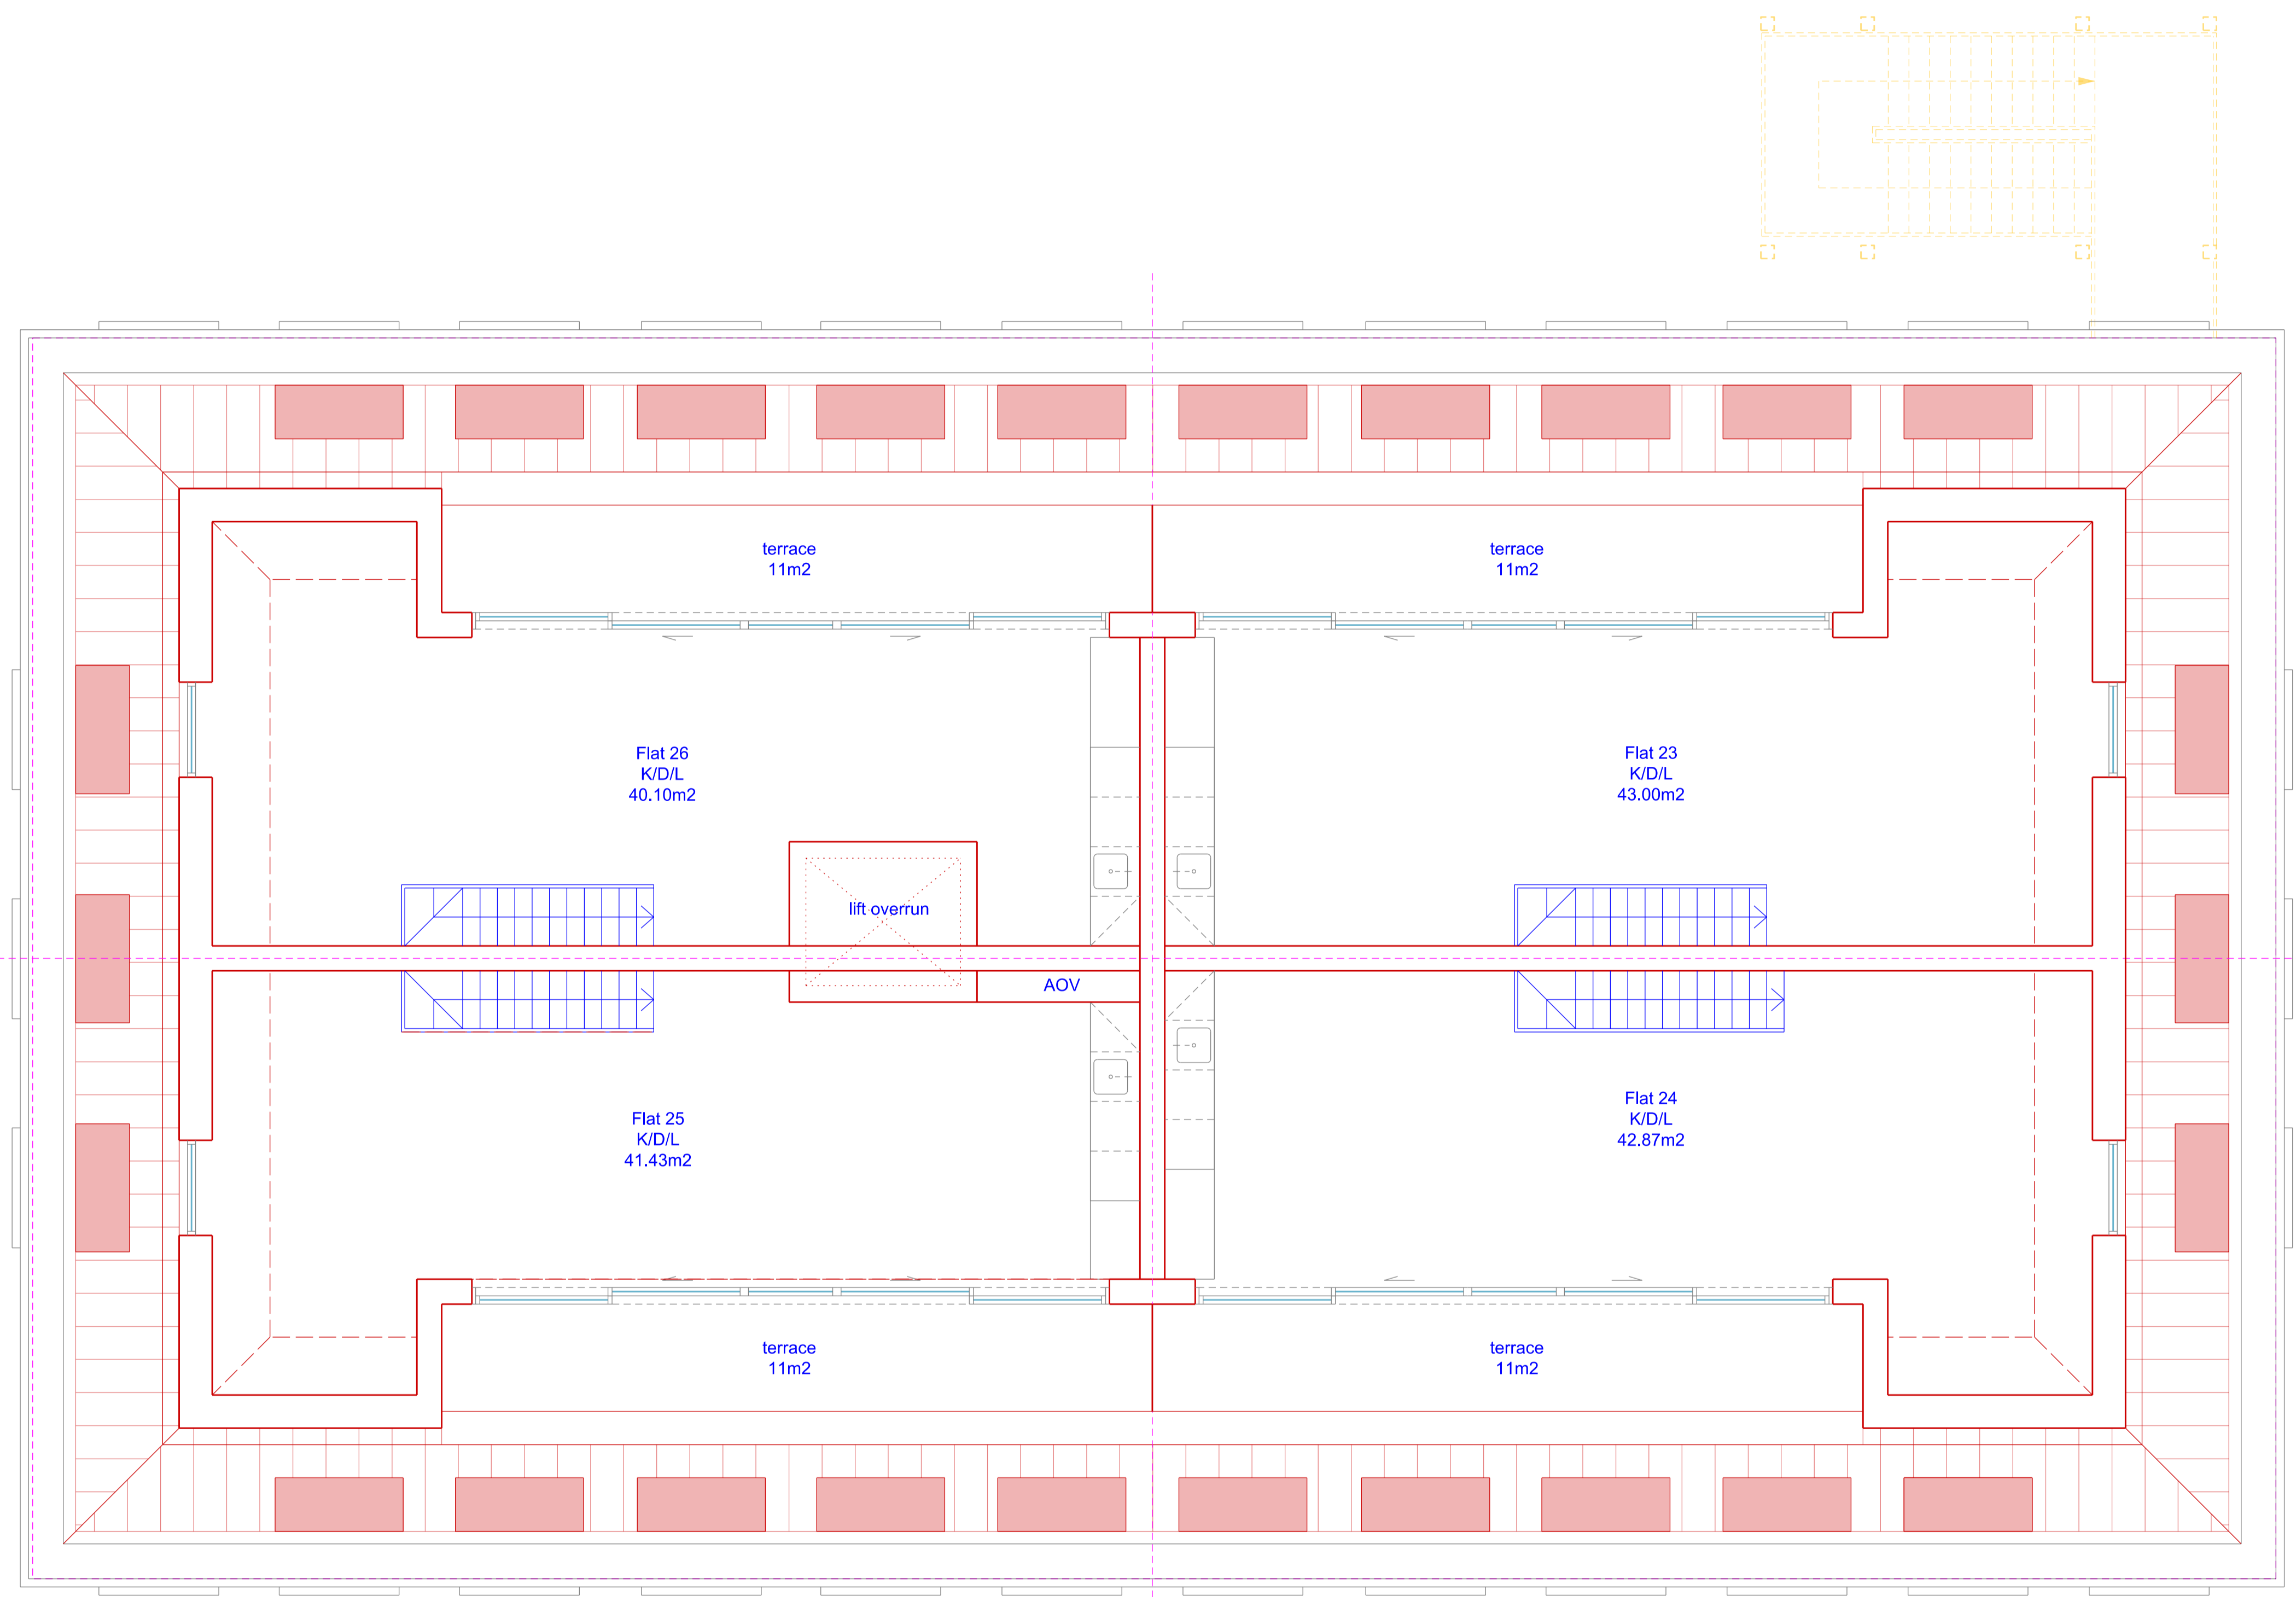 terrace
11m2
terrace
11m2
Flat 26
K/D/L
40.10m2
Flat 23
K/D/L
43.00m2
lift overrun
AOV
Flat 25
K/D/L
41.43m2
Flat 24
K/D/L
42.87m2
terrace
11m2
terrace
11m2